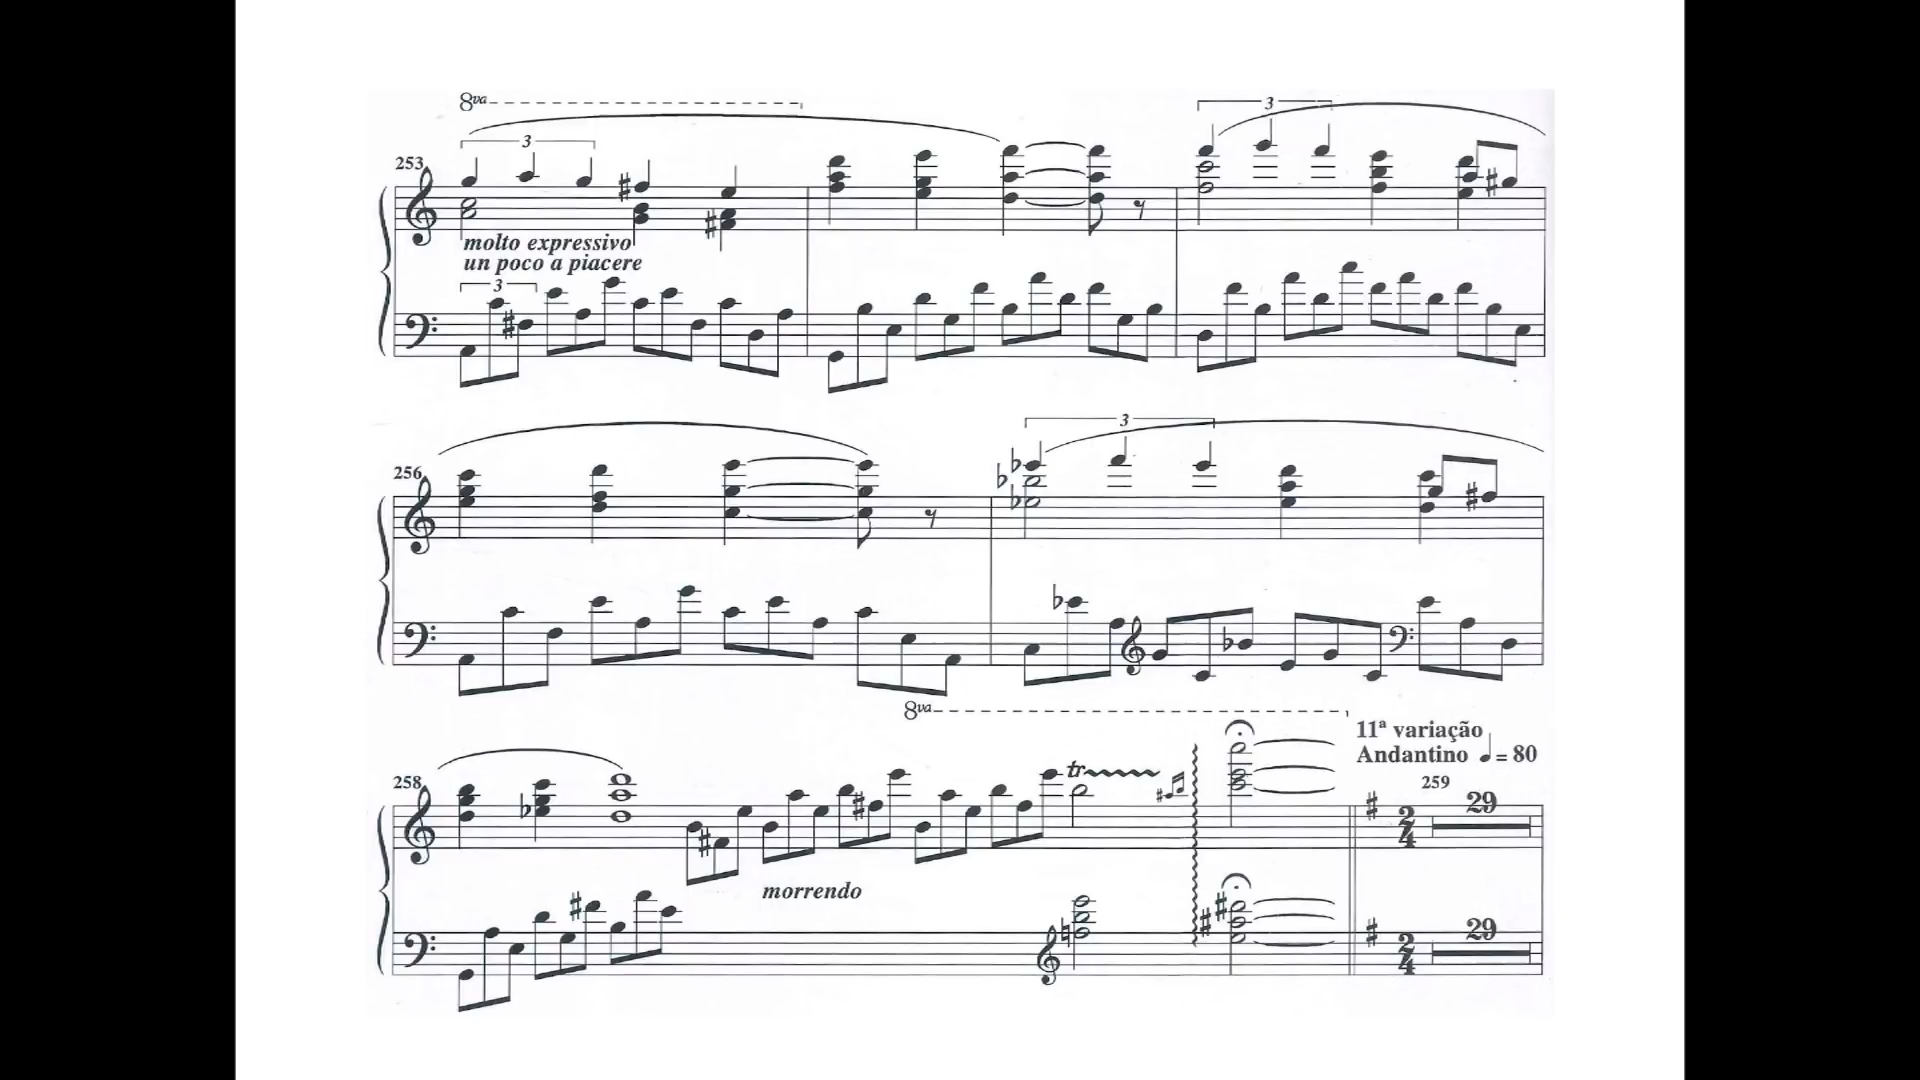 8va
3
3
253
molto expressivo
un poco a piacere
3
3
256
8va
11ª variação
Andantino ♩ = 80
258
tr
259
29
2
4
morrendo
29
2
4